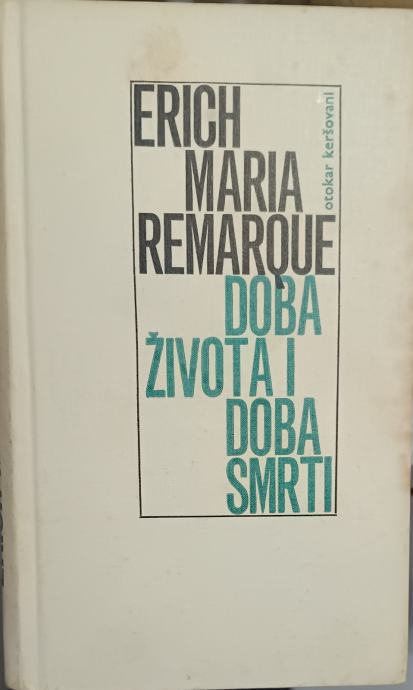 ERICH
MARIA
REMARQUE
otokar keršovani
DOBA
ŽIVOTA I
DOBA
SMRTI